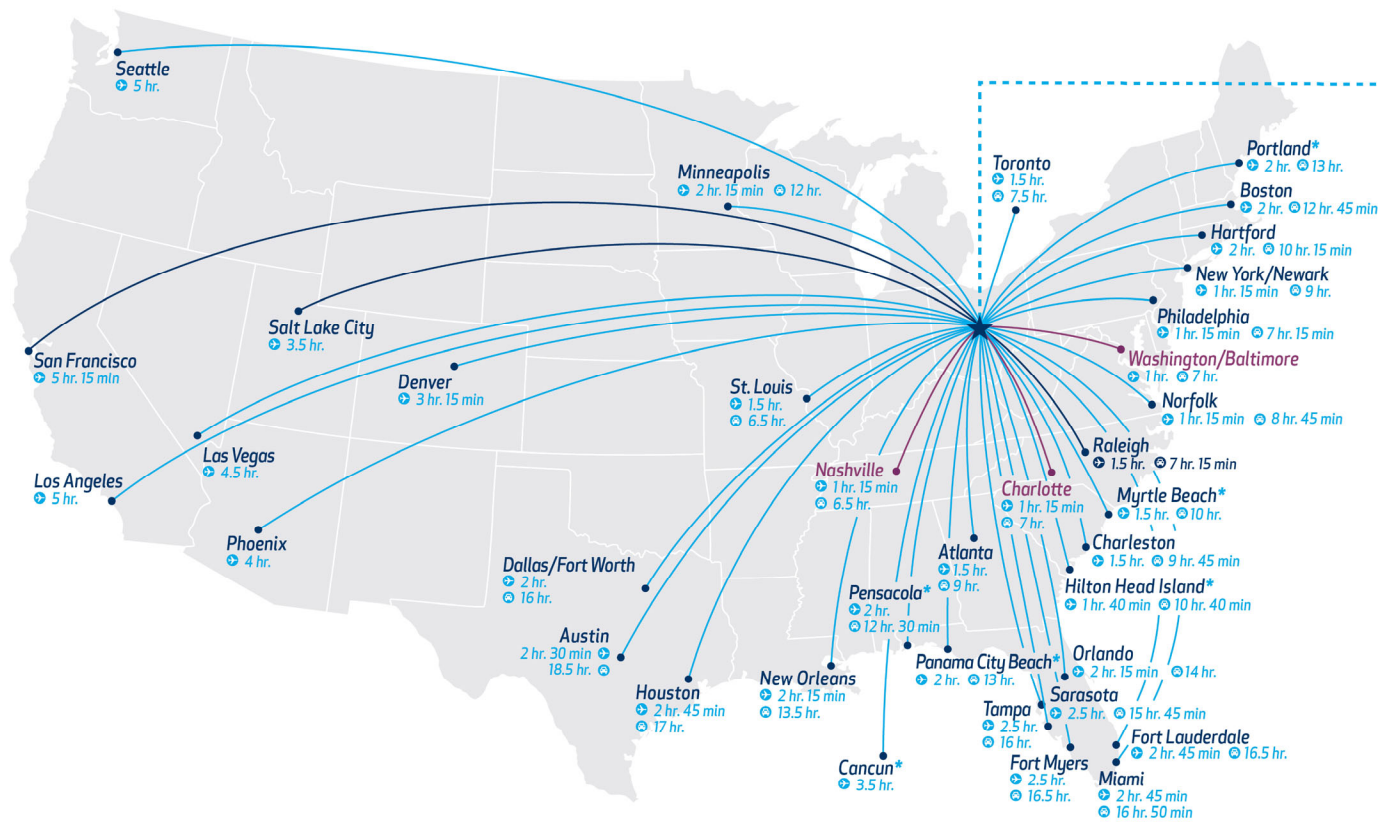 Seattle
5 hr.
Minneapolis
2 hr. 15 min 12 hr.
Toronto
1.5 hr.
7.5 hr.
Portland*
2 hr. 13 hr.
Boston
2 hr. 12 hr. 45 min
Hartford
2 hr. 10 hr. 15 min
New York/Newark
1 hr. 15 min 9 hr.
Philadelphia
1 hr. 15 min 7 hr. 15 min
Washington/Baltimore
1 hr. 7 hr.
Norfolk
1 hr. 15 min 8 hr. 45 min
Raleigh
1.5 hr. 7 hr. 15 min
Salt Lake City
3.5 hr.
San Francisco
5 hr. 15 min
Denver
3 hr. 15 min
St. Louis
1.5 hr.
6.5 hr.
Las Vegas
4.5 hr.
Los Angeles
5 hr.
Phoenix
4 hr.
Nashville
1 hr. 15 min
6.5 hr.
Charlotte
1 hr. 15 min
7 hr.
Myrtle Beach*
1.5 hr. 10 hr.
Charleston
1.5 hr. 9 hr. 45 min
Hilton Head Island*
1 hr. 40 min 10 hr. 40 min
Atlanta
1.5 hr.
9 hr.
Dallas/Fort Worth
2 hr.
16 hr.
Pensacola*
2 hr.
12 hr. 30 min
Austin
2 hr. 30 min
18.5 hr.
Houston
2 hr. 45 min
17 hr.
New Orleans
2 hr. 15 min
13.5 hr.
Panama City Beach*
2 hr. 13 hr.
Orlando
2 hr. 15 min 14 hr.
Sarasota
2.5 hr. 15 hr. 45 min
Tampa
2.5 hr.
16 hr.
Fort Lauderdale
2 hr. 45 min 16.5 hr.
Fort Myers
2.5 hr.
16.5 hr.
Miami
2 hr. 45 min
16 hr. 50 min
Cancun*
3.5 hr.